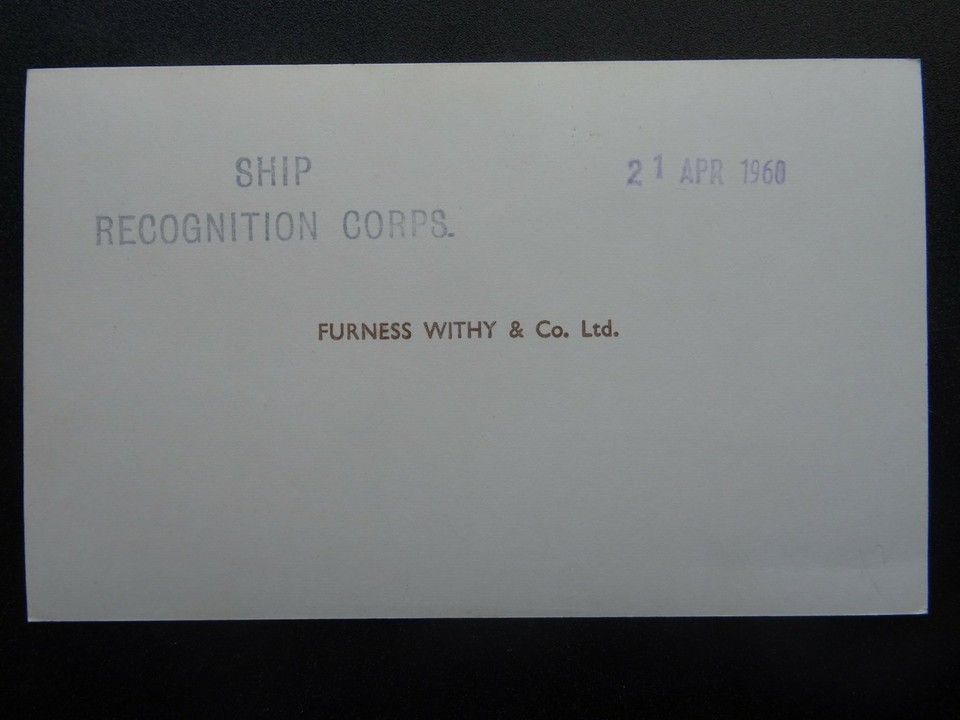 SHIP
RECOGNITION CORPS.
21 APR 1960
FURNESS WITHY & Co. Ltd.